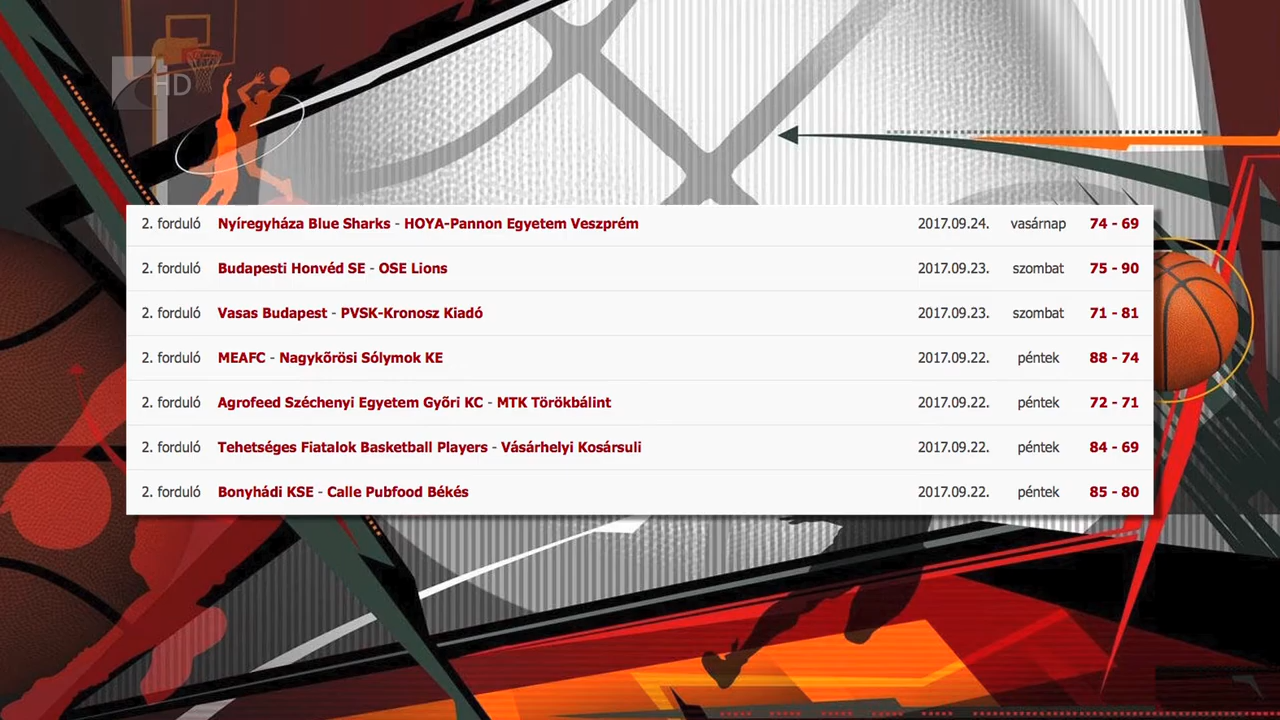 HD
2. forduló Nyíregyháza Blue Sharks - HOYA-Pannon Egyetem Veszprém 2017.09.24. vasárnap 74 - 69
2. forduló Budapesti Honvéd SE - OSE Lions 2017.09.23. szombat 75 - 90
2. forduló Vasas Budapest - PVSK-Kronosz Kiadó 2017.09.23. szombat 71 - 81
2. forduló MEAFC - Nagykőrösi Sólymok KE 2017.09.22. péntek 88 - 74
2. forduló Agrofeed Széchenyi Egyetem Győri KC - MTK Törökbálint 2017.09.22. péntek 72 - 71
2. forduló Tehetséges Fiatalok Basketball Players - Vásárhelyi Kosársuli 2017.09.22. péntek 84 - 69
2. forduló Bonyhádi KSE - Calle Pubfood Békés 2017.09.22. péntek 85 - 80